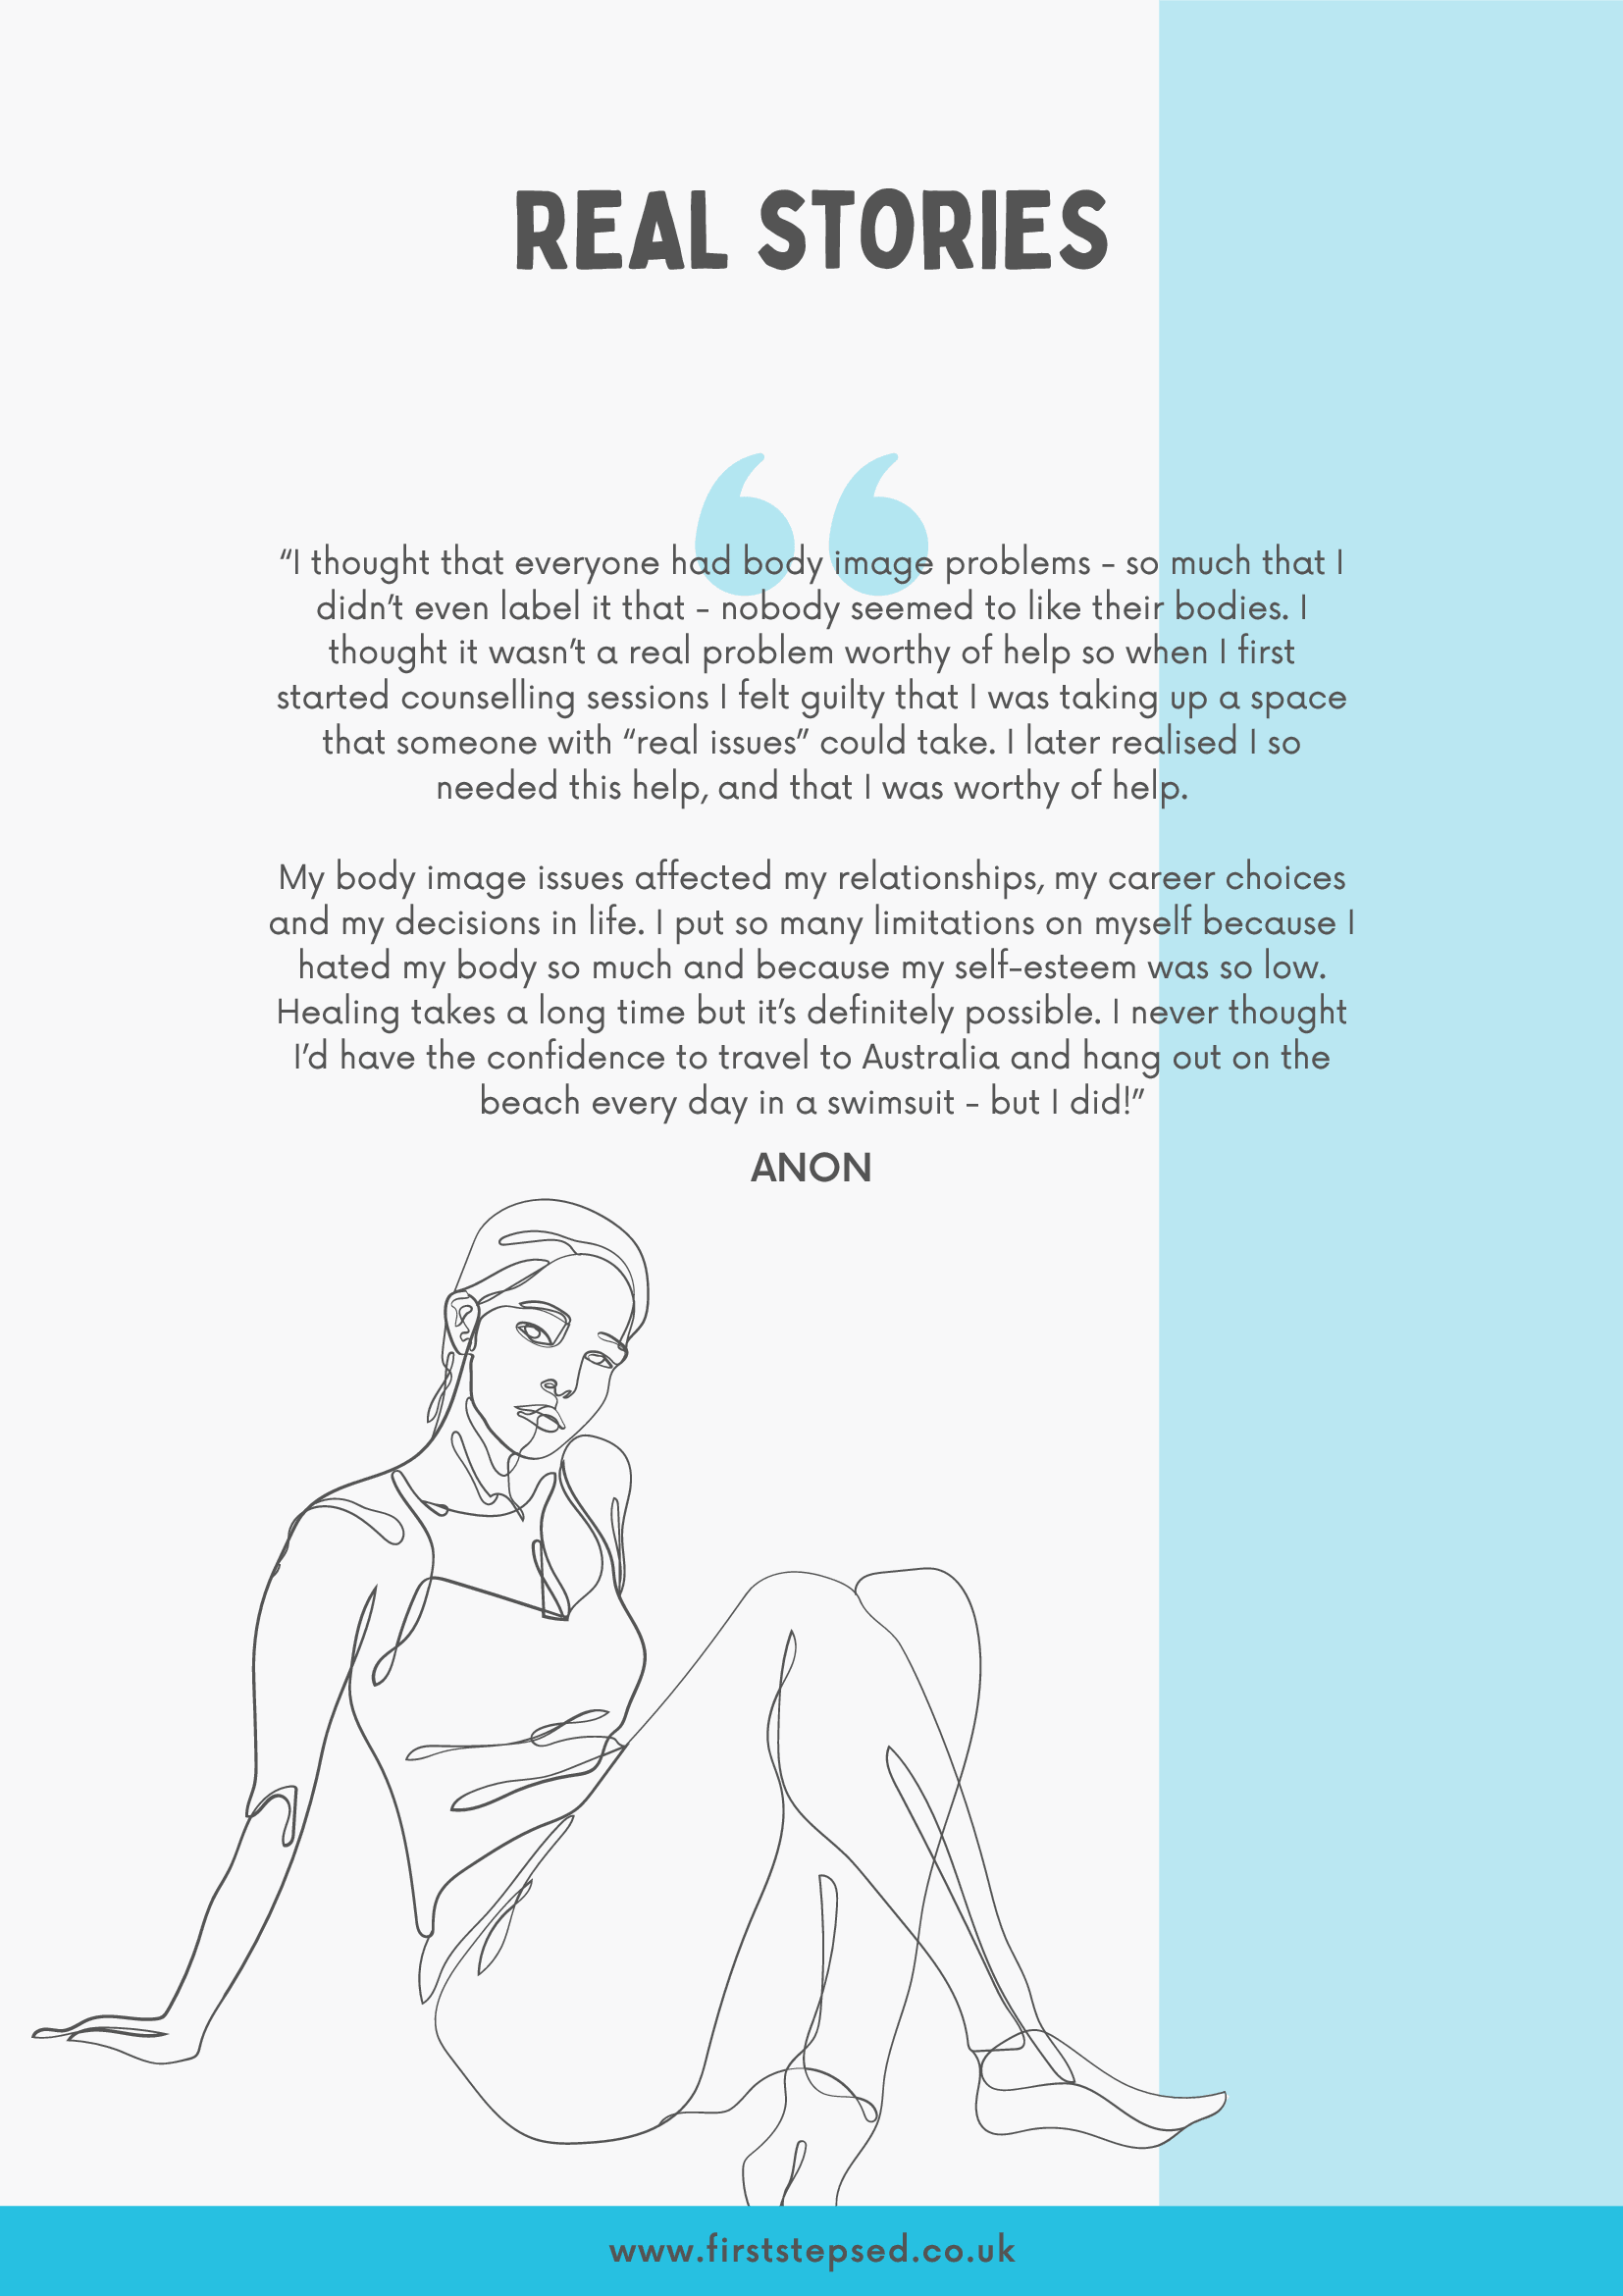 REAL STORIES
“I thought that everyone had body image problems - so much that I
didn’t even label it that - nobody seemed to like their bodies. I
thought it wasn’t a real problem worthy of help so when I first
started counselling sessions I felt guilty that I was taking up a space
that someone with “real issues” could take. I later realised I so
needed this help, and that I was worthy of help.
My body image issues affected my relationships, my career choices
and my decisions in life. I put so many limitations on myself because I
hated my body so much and because my self-esteem was so low.
Healing takes a long time but it’s definitely possible. I never thought
I’d have the confidence to travel to Australia and hang out on the
beach every day in a swimsuit - but I did!”
ANON
www.firststepsed.co.uk